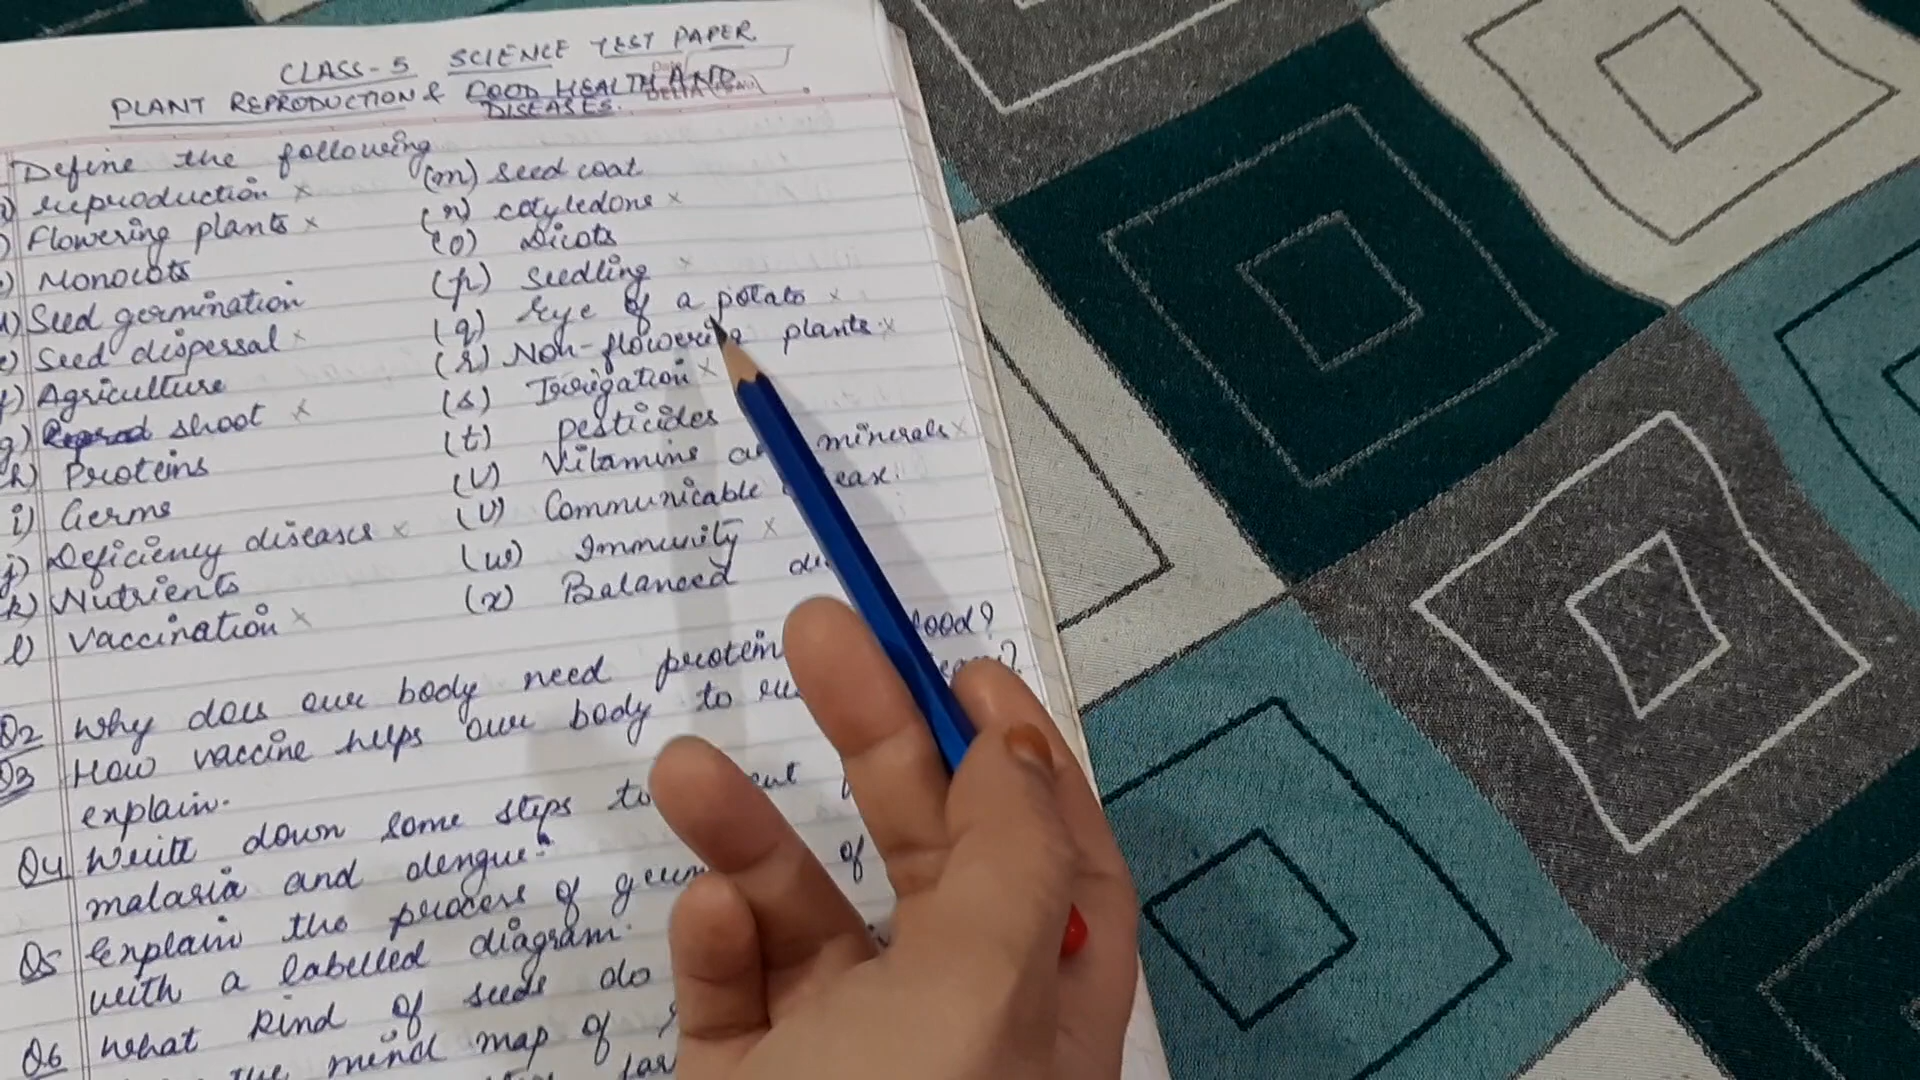 CLASS-5 SCIENCE TEST PAPER
PLANT REPRODUCTION & GOOD HEALTH AND
DISEASES.
Define the following
reproduction ×
Flowering plants ×
Monocots
d) Seed germination
e) Seed dispersal ×
f) Agriculture
g) shoot ×
h) Proteins
i) Germs
j) Deficiency diseases ×
k) Nutrients
l) Vaccination ×
(m) seed coat
(n) cotyledons ×
(o) Dicots
(p) seedling ×
(q) Eye of a potato ×
(r) Non-flowering plants ×
(s) Irrigation ×
(t) pesticides
(U) Vitamins minerals ×
(V) Communicable
(w) Immunity ×
(x) Balanced
Q2 Why does our body need protein food?
Q3 How vaccine helps our body to
explain.
Q4 Write down some steps to
malaria and dengue.
Q5 Explain the process of of
with a labelled diagram.
Q6 What kind of seeds do
the mind map of